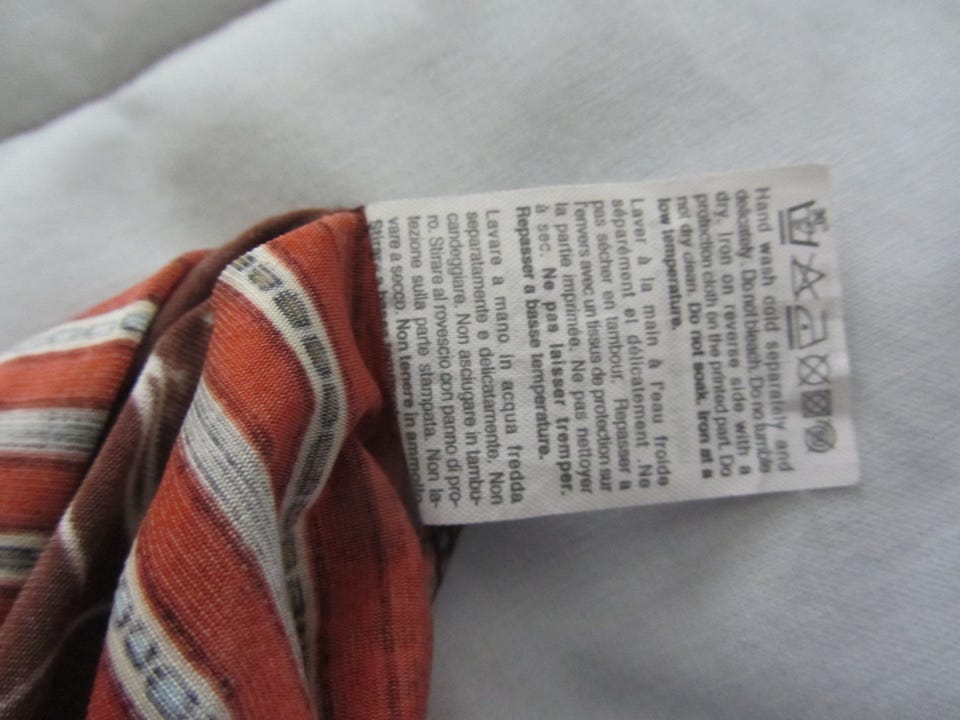 30
Hand wash cold separately and
delicately. Do not bleach. Do no tumble
dry. Iron on reverse side with a
protection cloth on the printed part. Do
not dry clean. Do not soak. Iron at a
low temperature.
Laver à la main à l'eau froide
séparément et délicatement. Ne
pas sécher en tambour. Repasser a
l'envers avec un tissus de protection sur
la partie imprimée. Ne pas nettoyer
à sec. Ne pas laisser tremper.
Repasser a basse temperature.
Lavare a mano in acqua fredda
separatamente e delicatamente. Non
candeggiare. Non asciugare in tambu-
ro. Stirare al rovescio con panno di pro-
tezione sulla parte stampata. Non la-
vare a secco. Non tenere in ammollo.
Stirare a